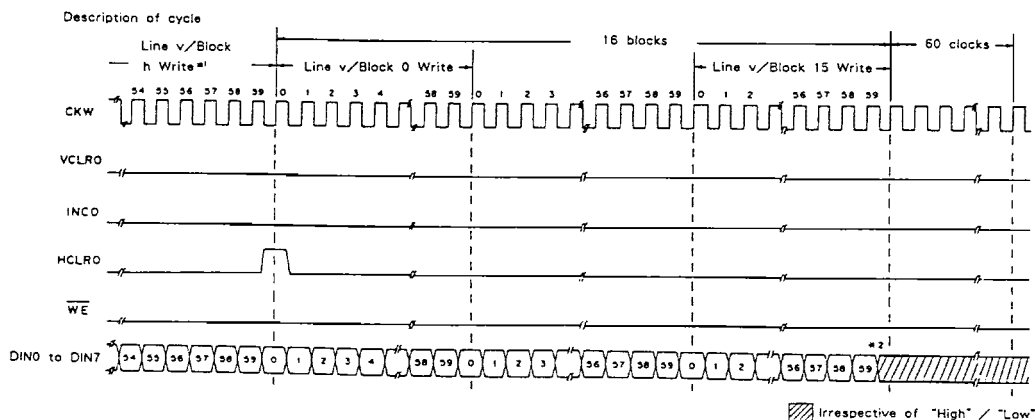 Description of cycle
Line v/Block
h Write*1
16 blocks
60 clocks
Line v/Block 0 Write
Line v/Block 15 Write
54 55 56 57 58 59 0 1 2 3 4 58 59 0 1 2 3 56 57 58 59 0 1 2 56 57 58 59
CKW
VCLR0
INC0
HCLR0
WE
*2
DIN0 to DIN7
54 55 56 57 58 59 0 1 2 3 4 58 59 0 1 2 3 56 57 58 59 0 1 2 56 57 58 59
Irrespective of "High" / "Low"